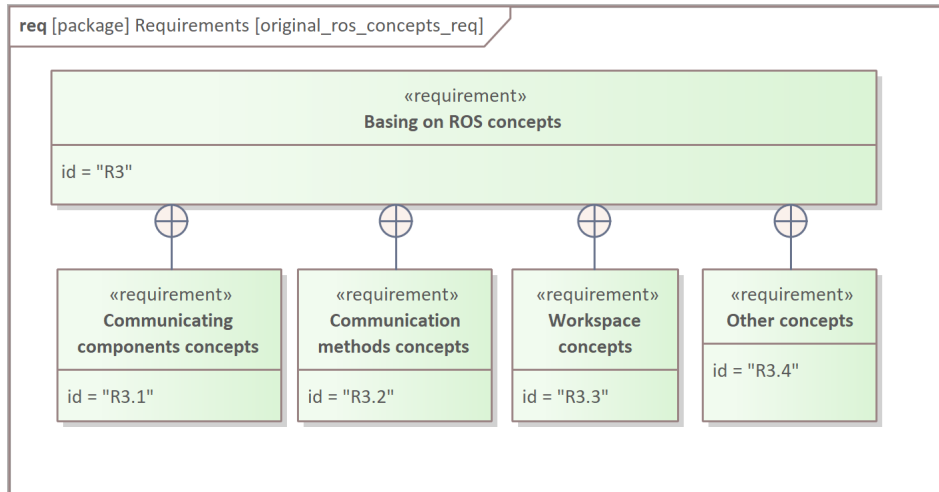 req [package] Requirements [original_ros_concepts_req]
«requirement»
Basing on ROS concepts
id = "R3"
«requirement»
Communicating
components concepts
id = "R3.1"
«requirement»
Communication
methods concepts
id = "R3.2"
«requirement»
Workspace
concepts
id = "R3.3"
«requirement»
Other concepts
id = "R3.4"